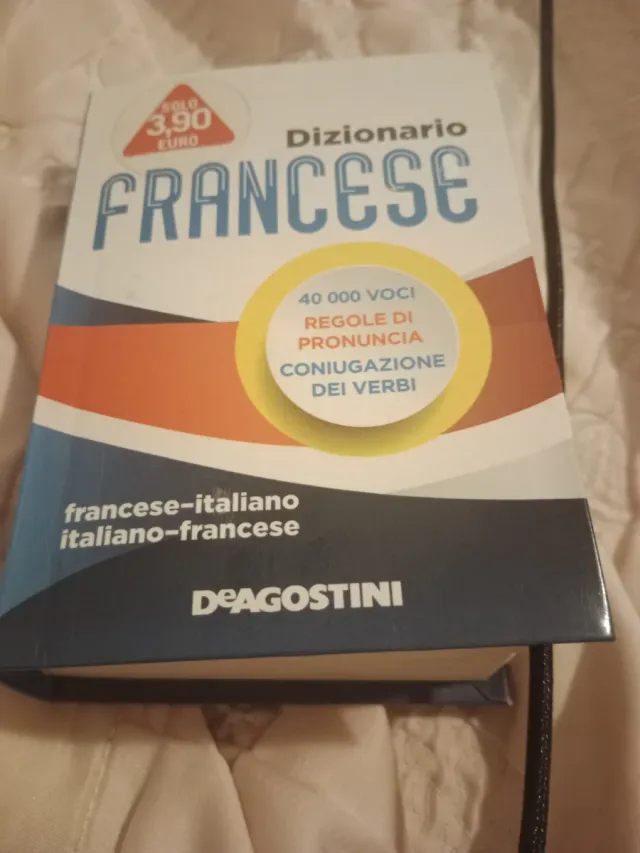 SOLO
3,90
EURO
Dizionario
FRANCESE
40 000 VOCI
REGOLE DI
PRONUNCIA
CONIUGAZIONE
DEI VERBI
francese-italiano
italiano-francese
DeAGOSTINI